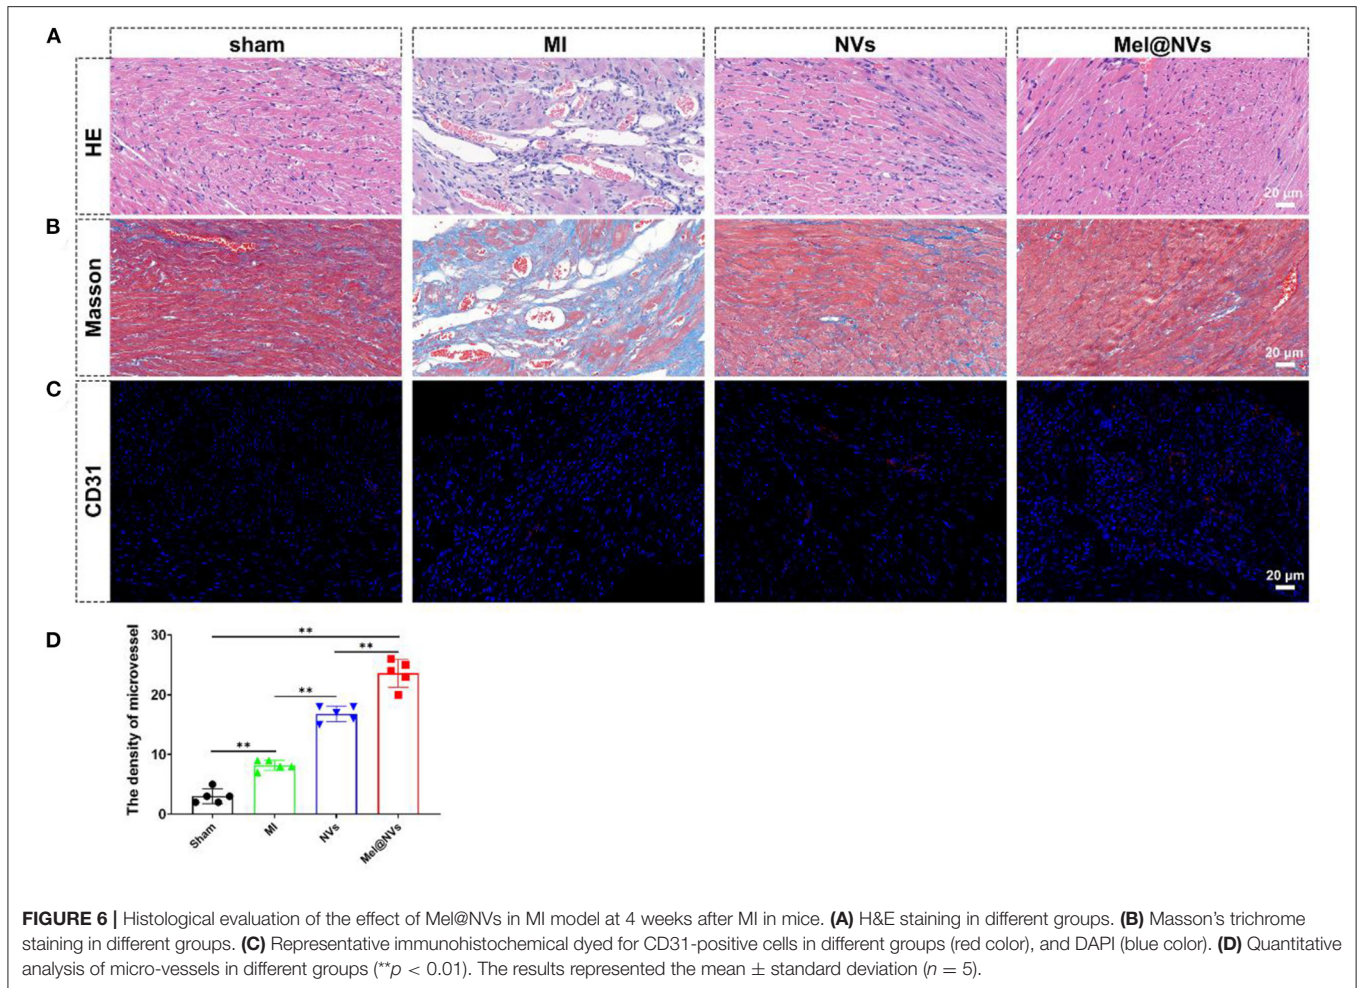 A
sham
MI
NVs
Mel@NVs
HE
20 μm
B
Masson
20 μm
C
CD31
20 μm
D
The density of microvessel
30
20
10
0
**
**
**
**
Sham
MI
NVs
Mel@NVs
FIGURE 6 | Histological evaluation of the effect of Mel@NVs in MI model at 4 weeks after MI in mice. (A) H&E staining in different groups. (B) Masson's trichrome
staining in different groups. (C) Representative immunohistochemical dyed for CD31-positive cells in different groups (red color), and DAPI (blue color). (D) Quantitative
analysis of micro-vessels in different groups (**p < 0.01). The results represented the mean ± standard deviation (n = 5).